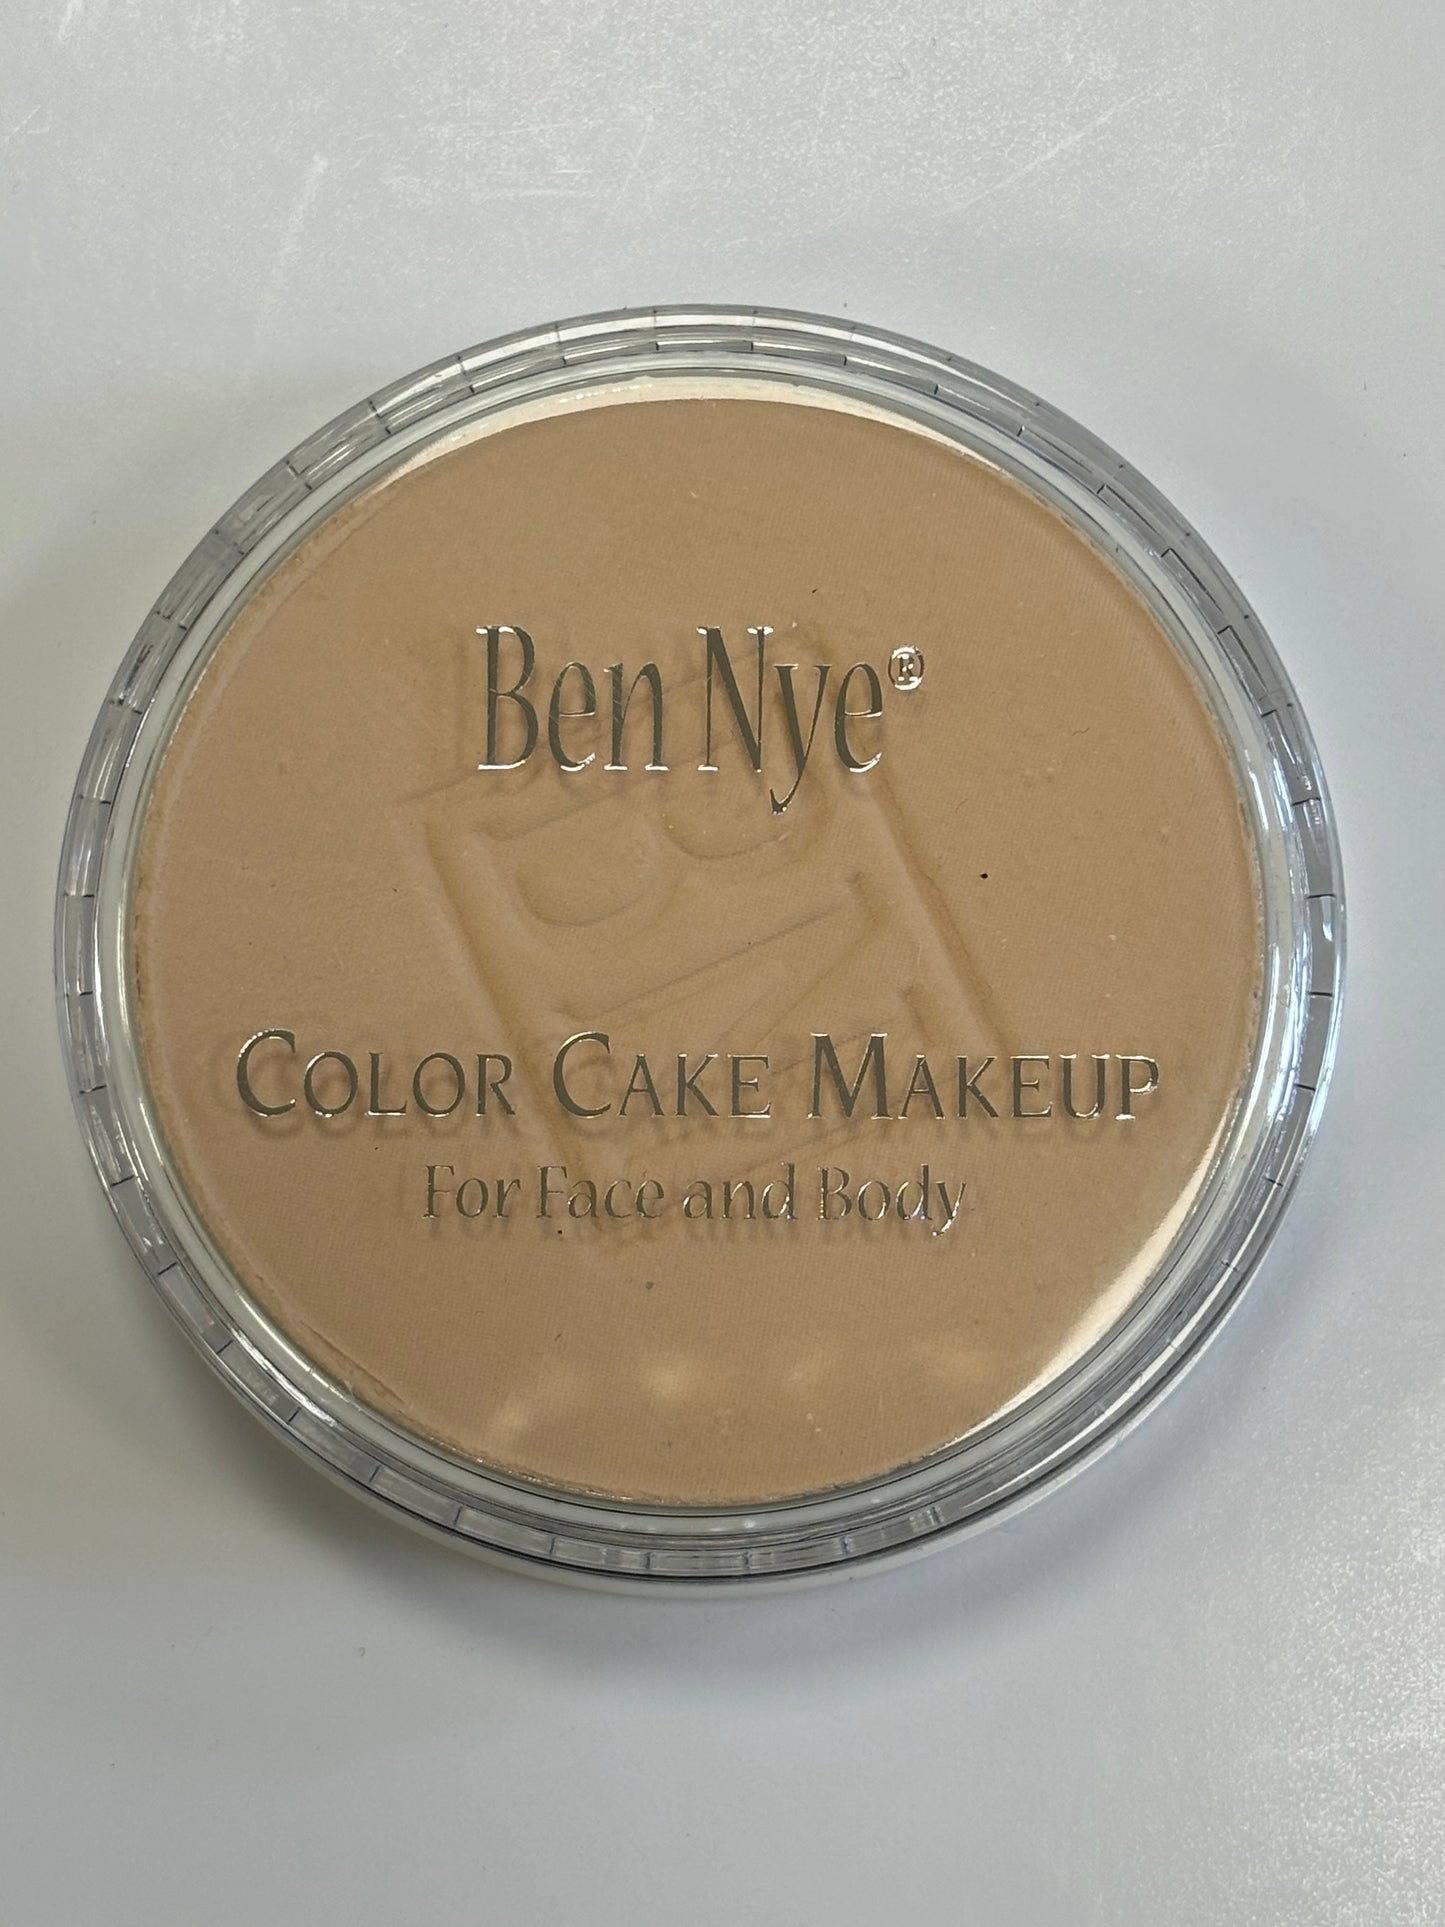 Ben Nye®
COLOR CAKE MAKEUP
For Face and Body